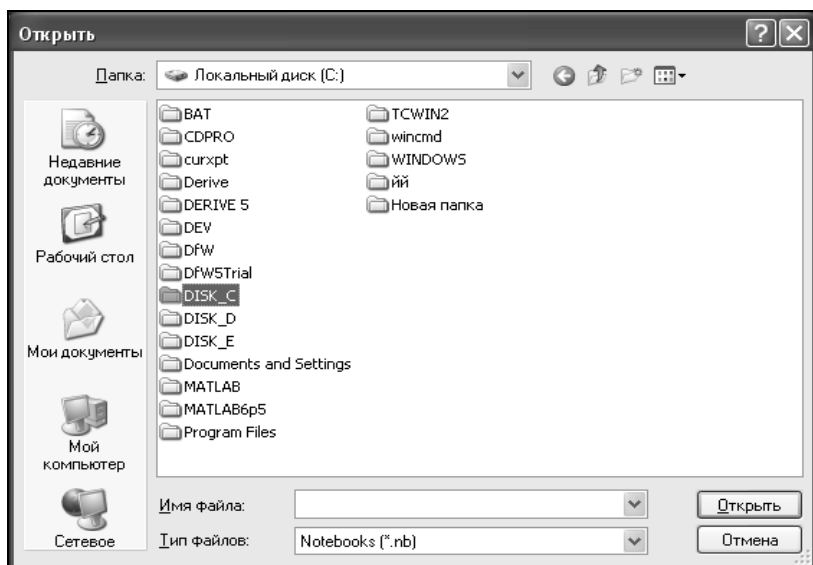 Открыть
Папка: Локальный диск (C:)
Недавние
документы
Рабочий стол
Мои документы
Мой
компьютер
Сетевое
BAT
CDPRO
curxpt
Derive
DERIVE 5
DEV
DfW
DfW5Trial
DISK_C
DISK_D
DISK_E
Documents and Settings
MATLAB
MATLAB6p5
Program Files
TCWIN2
wincmd
WINDOWS
йй
Новая папка
Имя файла:
Открыть
Тип файлов: Notebooks (*.nb)
Отмена